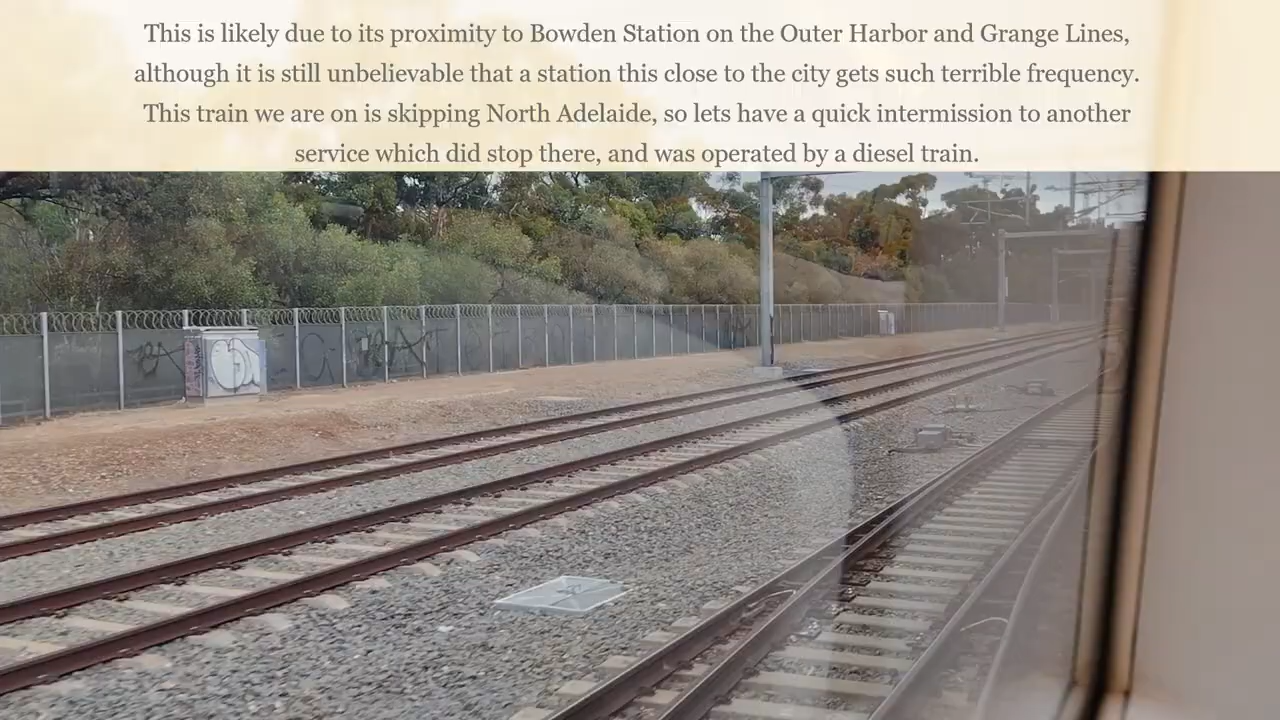 This is likely due to its proximity to Bowden Station on the Outer Harbor and Grange Lines,
although it is still unbelievable that a station this close to the city gets such terrible frequency.
This train we are on is skipping North Adelaide, so lets have a quick intermission to another
service which did stop there, and was operated by a diesel train.